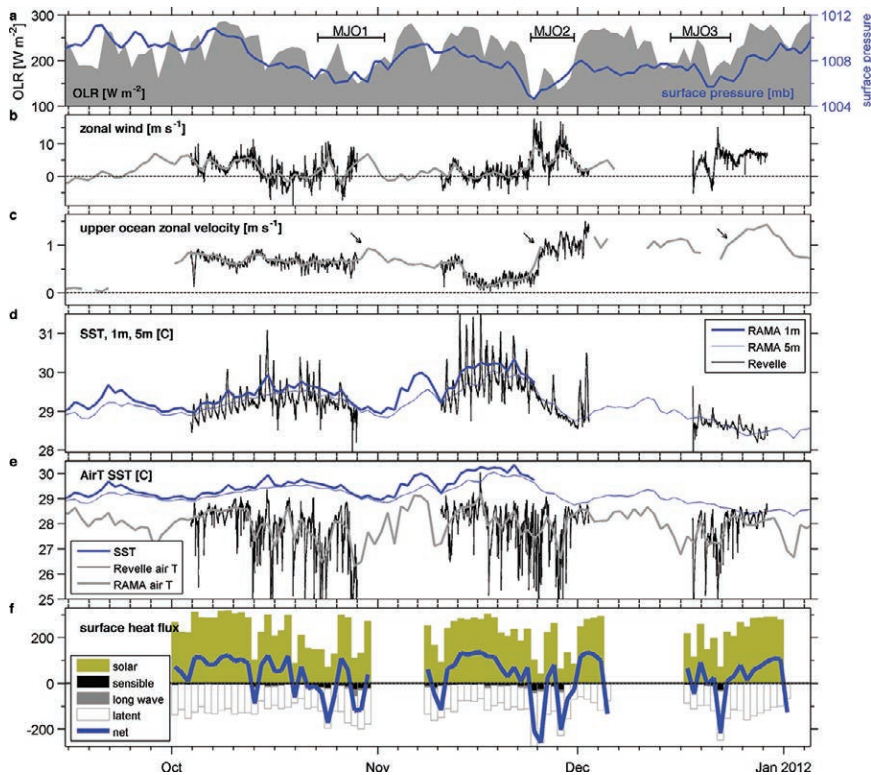 a
300
200
100
OLR [W m⁻²]
MJO1
MJO2
MJO3
1012
1008
1004
surface pressure
OLR [W m⁻²]
surface pressure [mb]
b
zonal wind [m s⁻¹]
10
0
c
upper ocean zonal velocity [m s⁻¹]
1
0
d
SST, 1m, 5m [C]
31
30
29
28
RAMA 1m
RAMA 5m
Revelle
e
AirT SST [C]
30
29
28
27
26
25
SST
Revelle air T
RAMA air T
f
surface heat flux
200
0
-200
solar
sensible
long wave
latent
net
Oct
Nov
Dec
Jan 2012